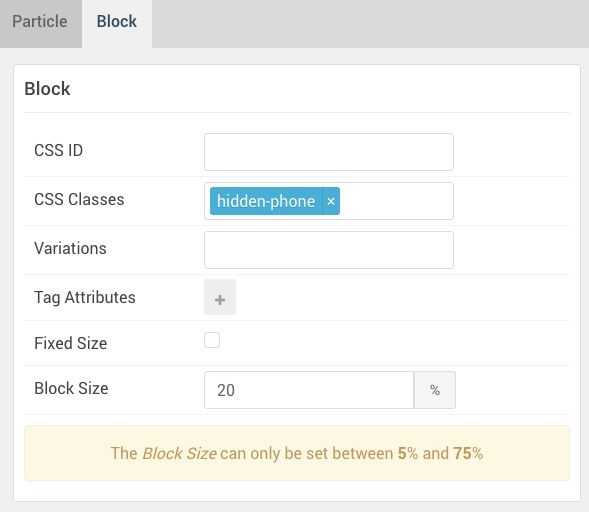 Particle Block
Block
CSS ID
CSS Classes hidden-phone ×
Variations
Tag Attributes +
Fixed Size
Block Size 20 %
The Block Size can only be set between 5% and 75%